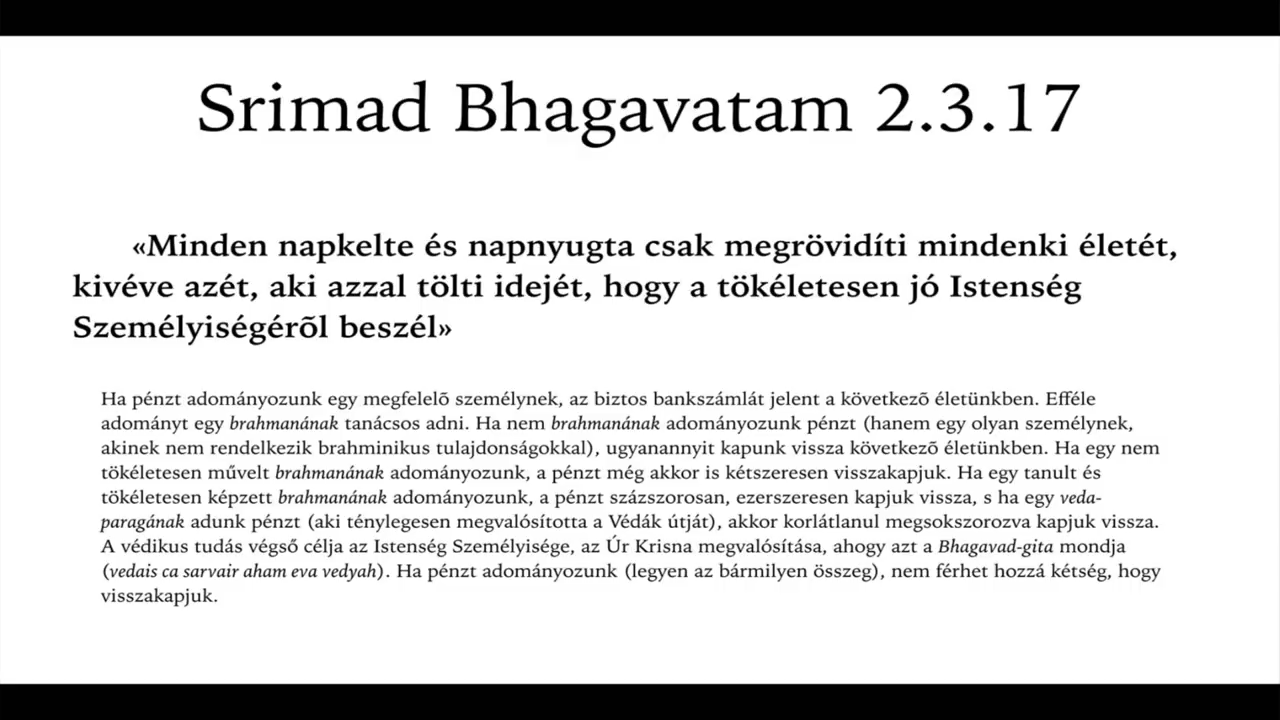 Srimad Bhagavatam 2.3.17
«Minden napkelte és napnyugta csak megrövidíti mindenki életét,
kivéve azét, aki azzal tölti idejét, hogy a tökéletesen jó Istenség
Személyiségérõl beszél»
Ha pénzt adományozunk egy megfelelõ személynek, az biztos bankszámlát jelent a következõ életünkben. Efféle
adományt egy brahmanának tanácsos adni. Ha nem brahmanának adományozunk pénzt (hanem egy olyan személynek,
akinek nem rendelkezik brahminikus tulajdonságokkal), ugyanannyit kapunk vissza következõ életünkben. Ha egy nem
tökéletesen művelt brahmanának adományozunk, a pénzt még akkor is kétszeresen visszakapjuk. Ha egy tanult és
tökéletesen képzett brahmanának adományozunk, a pénzt százszorosan, ezerszeresen kapjuk vissza, s ha egy veda-
paragának adunk pénzt (aki ténylegesen megvalósította a Védák útját), akkor korlátlanul megsokszorozva kapjuk vissza.
A védikus tudás végső célja az Istenség Személyisége, az Úr Krisna megvalósítása, ahogy azt a Bhagavad-gita mondja
(vedais ca sarvair aham eva vedyah). Ha pénzt adományozunk (legyen az bármilyen összeg), nem férhet hozzá kétség, hogy
visszakapjuk.